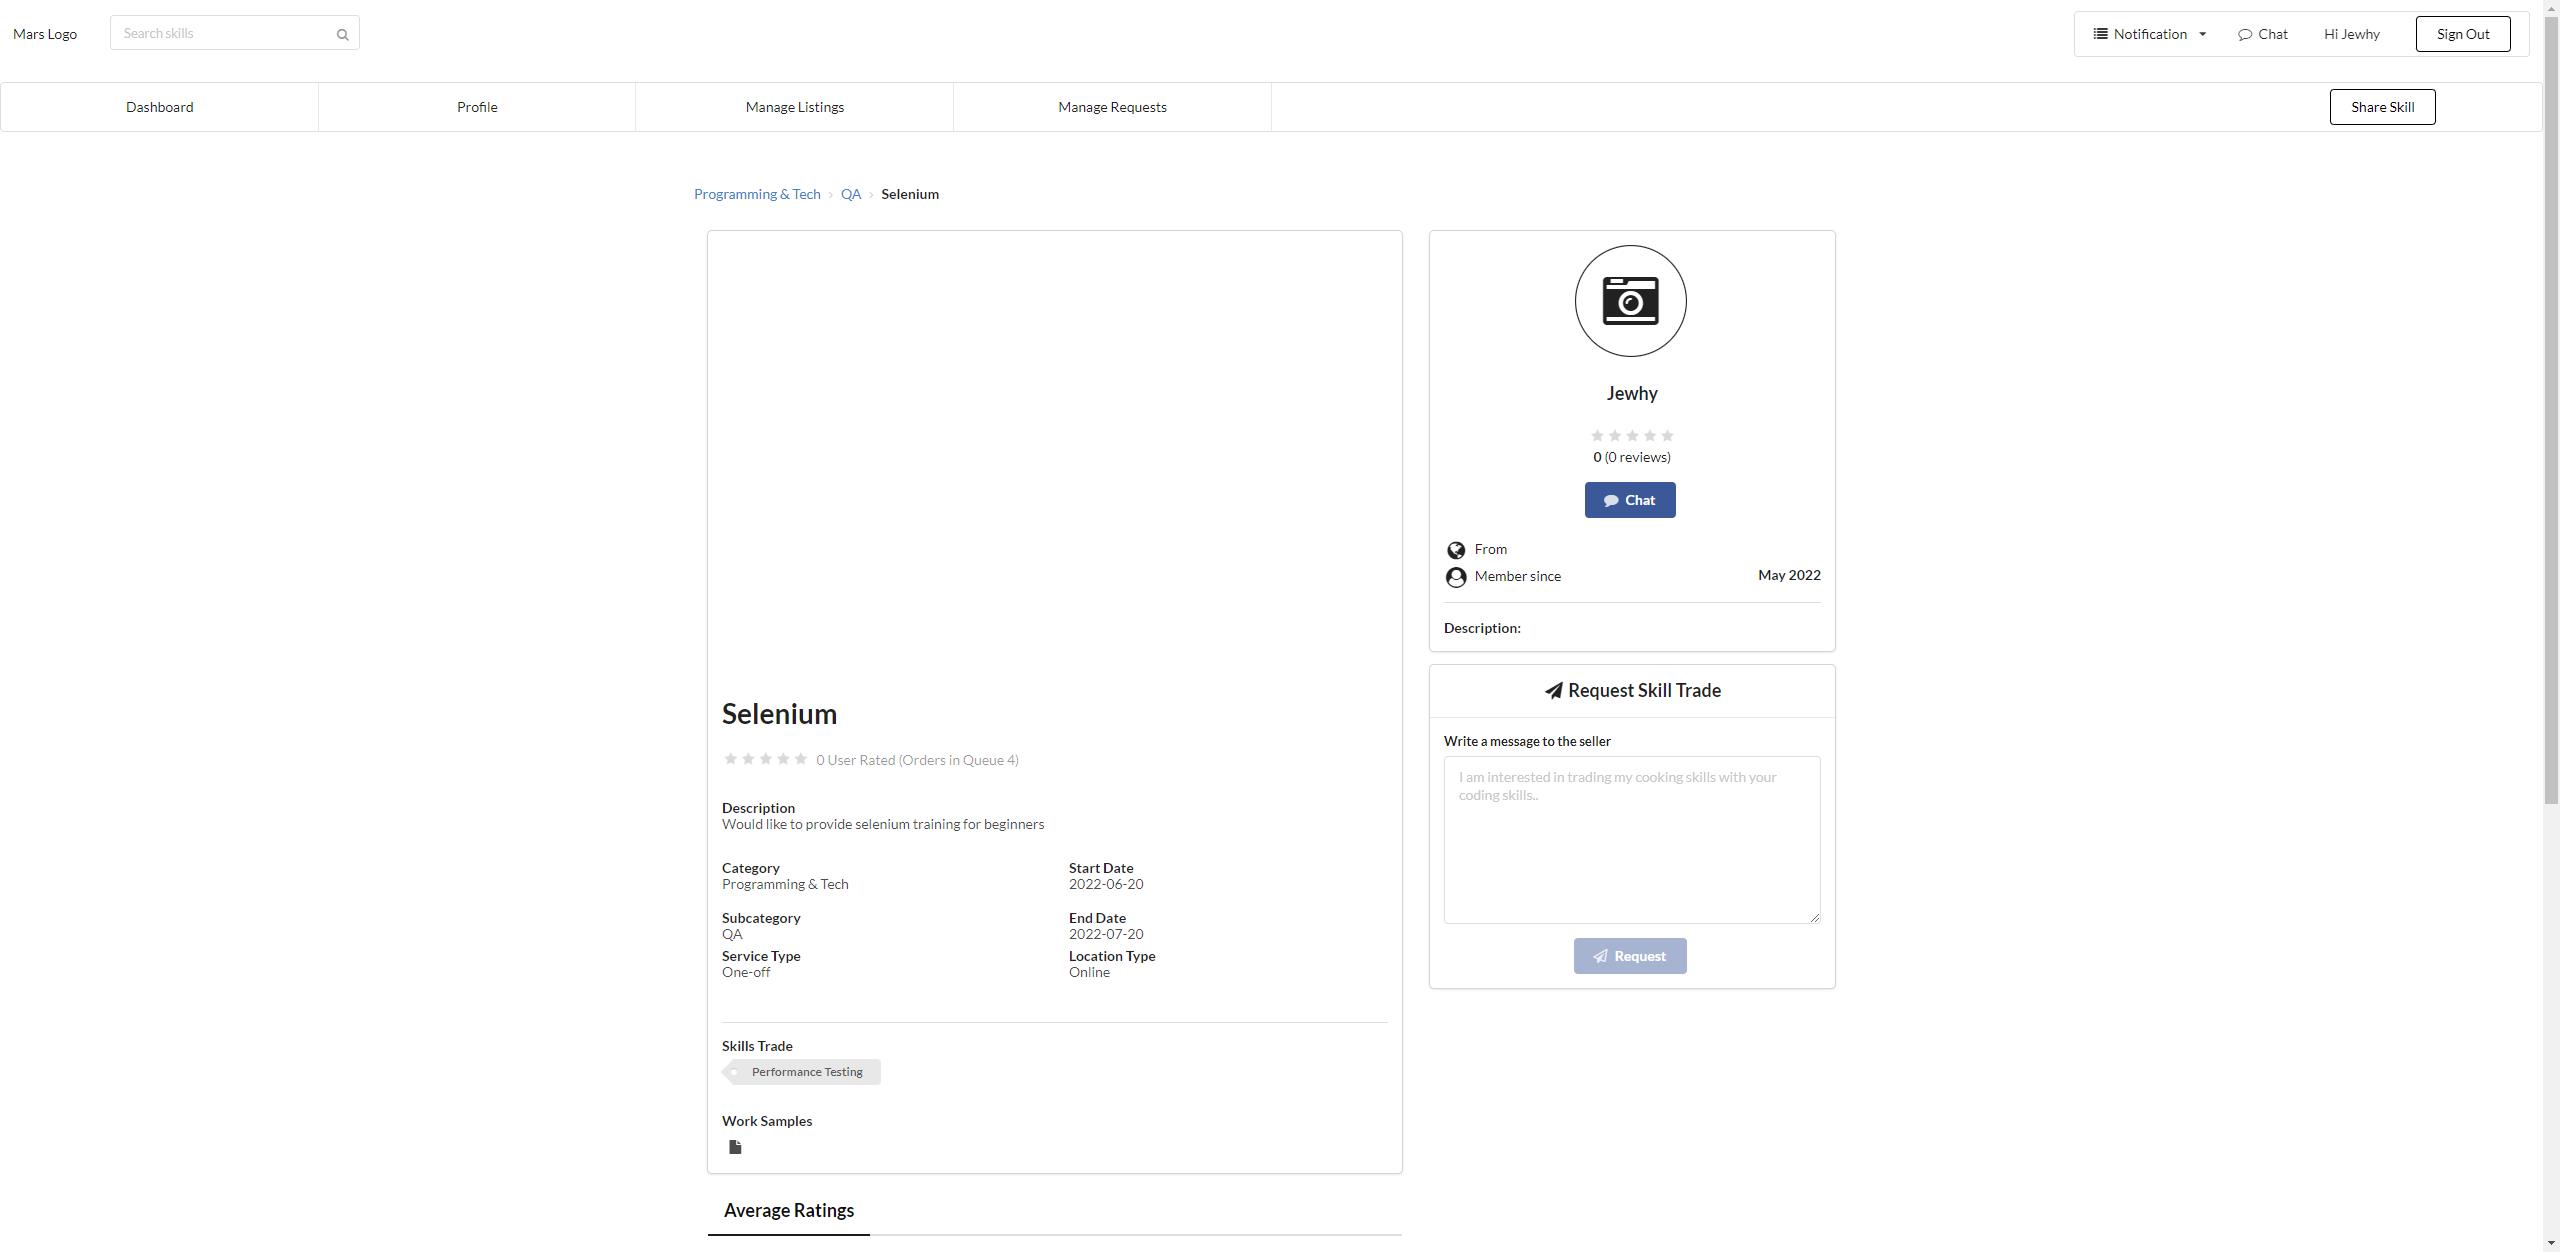 Mars Logo
Search skills
Notification
Chat
Hi Jewhy
Sign Out
Dashboard
Profile
Manage Listings
Manage Requests
Share Skill
Programming & Tech › QA › Selenium
Selenium
0 User Rated (Orders in Queue 4)
Description
Would like to provide selenium training for beginners
Category
Programming & Tech
Start Date
2022-06-20
Subcategory
QA
End Date
2022-07-20
Service Type
One-off
Location Type
Online
Skills Trade
Performance Testing
Work Samples
Average Ratings
Jewhy
0 (0 reviews)
Chat
From
Member since
May 2022
Description:
Request Skill Trade
Write a message to the seller
I am interested in trading my cooking skills with your
coding skills..
Request